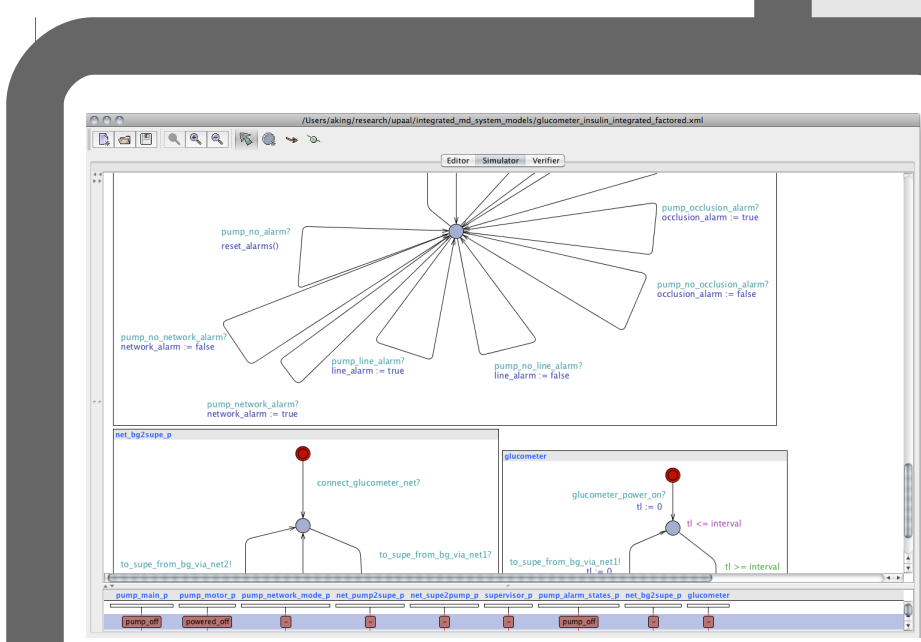 /Users/aking/research/upaal/integrated_md_system_models/glucometer_insulin_integrated_factored.xml
Editor Simulator Verifier
pump_occlusion_alarm?
occlusion_alarm := true
pump_no_alarm?
reset_alarms()
pump_no_occlusion_alarm?
occlusion_alarm := false
pump_no_network_alarm?
network_alarm := false
pump_line_alarm?
line_alarm := true
pump_no_line_alarm?
line_alarm := false
pump_network_alarm?
network_alarm := true
net_bg2supe_p
connect_glucometer_net?
to_supe_from_bg_via_net1?
to_supe_from_bg_via_net2!
glucometer
glucometer_power_on?
tl := 0
tl <= interval
to_supe_from_bg_via_net1!
tl := 0
tl >= interval
pump_main_p pump_motor_p pump_network_mode_p net_pump2supe_p net_supe2pump_p supervisor_p pump_alarm_states_p net_bg2supe_p glucometer
pump_off powered_off - - - - pump_off - -